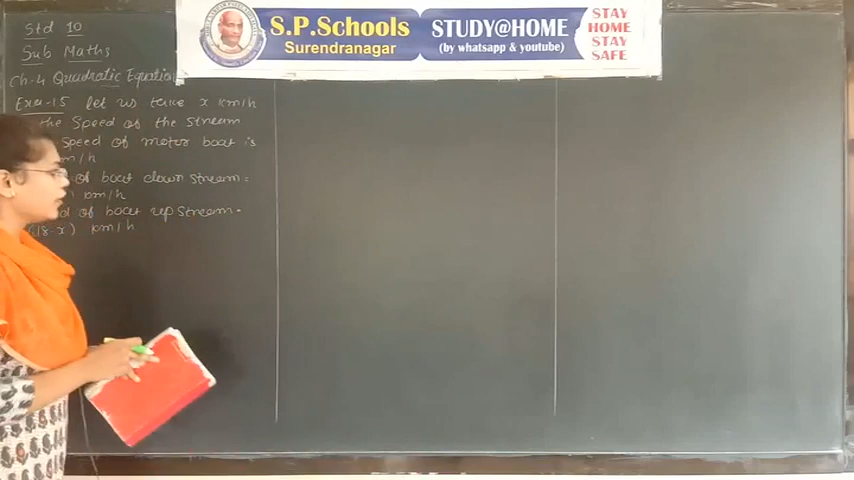 S.P.Schools
Surendranagar
STUDY@HOME
(by whatsapp & youtube)
STAY
HOME
STAY
SAFE
Std 10
Sub Maths
Ch-4 Quadratic Equation
Exa-15 let us take x km/h
the Speed of the stream
Speed of motor boat is
m/h
of boat down stream =
km/h
of boat up stream =
(18-x) km/h